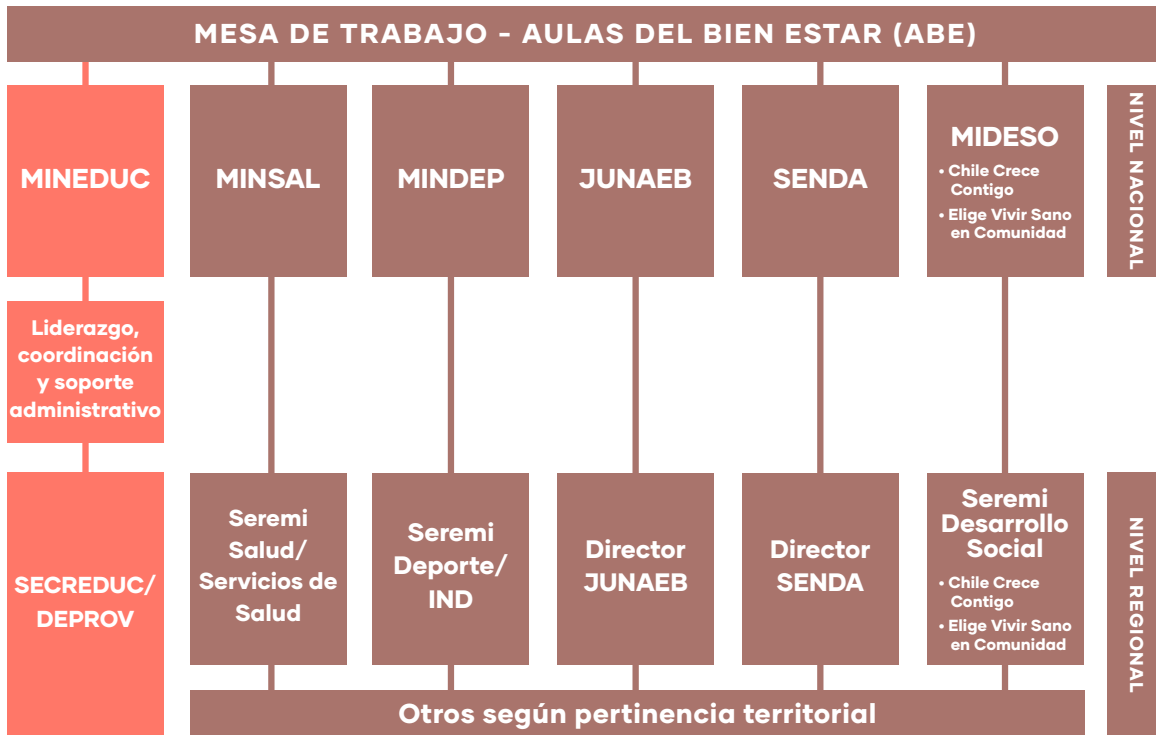 MESA DE TRABAJO - AULAS DEL BIEN ESTAR (ABE)
MINEDUC
MINSAL
MINDEP
JUNAEB
SENDA
MIDESO
• Chile Crece
Contigo
• Elige Vivir Sano
en Comunidad
NIVEL NACIONAL
Liderazgo,
coordinación
y soporte
administrativo
SECREDUC/
DEPROV
Seremi
Salud/
Servicios de
Salud
Seremi
Deporte/
IND
Director
JUNAEB
Director
SENDA
Seremi
Desarrollo
Social
• Chile Crece
Contigo
• Elige Vivir Sano
en Comunidad
NIVEL REGIONAL
Otros según pertinencia territorial